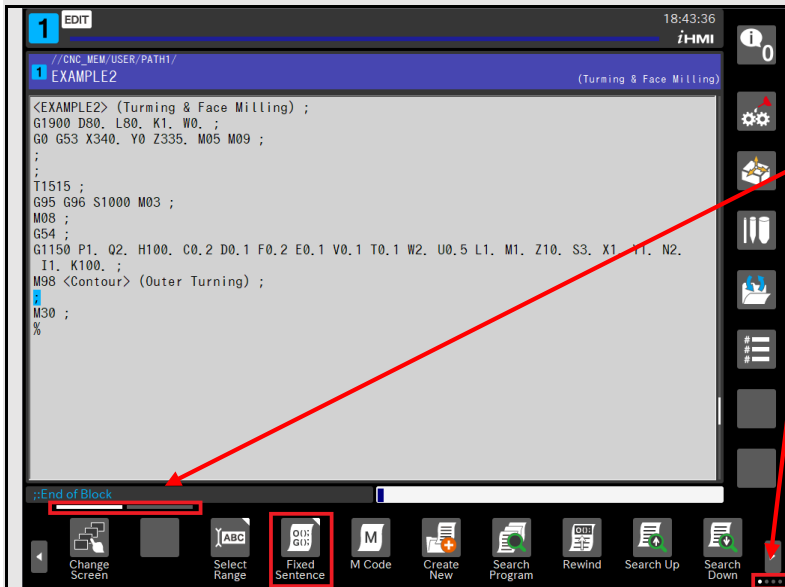 1 EDIT 18:43:36
iHMI
0
//CNC_MEM/USER/PATH1/
1 EXAMPLE2 (Turning & Face Milling)
<EXAMPLE2> (Turming & Face Milling) ;
G1900 D80. L80. K1. W0. ;
G0 G53 X340. Y0 Z335. M05 M09 ;
;
;
T1515 ;
G95 G96 S1000 M03 ;
M08 ;
G54 ;
G1150 P1. Q2. H100. C0.2 D0.1 F0.2 E0.1 V0.1 T0.1 W2. U0.5 L1. M1. Z10. S3. X1. Y1. N2.
I1. K100. ;
M98 <Contour> (Outer Turning) ;
;
M30 ;
%
;:End of Block
Change Screen
Select Range
Fixed Sentence
M Code
Create New
Search Program
Rewind
Search Up
Search Down